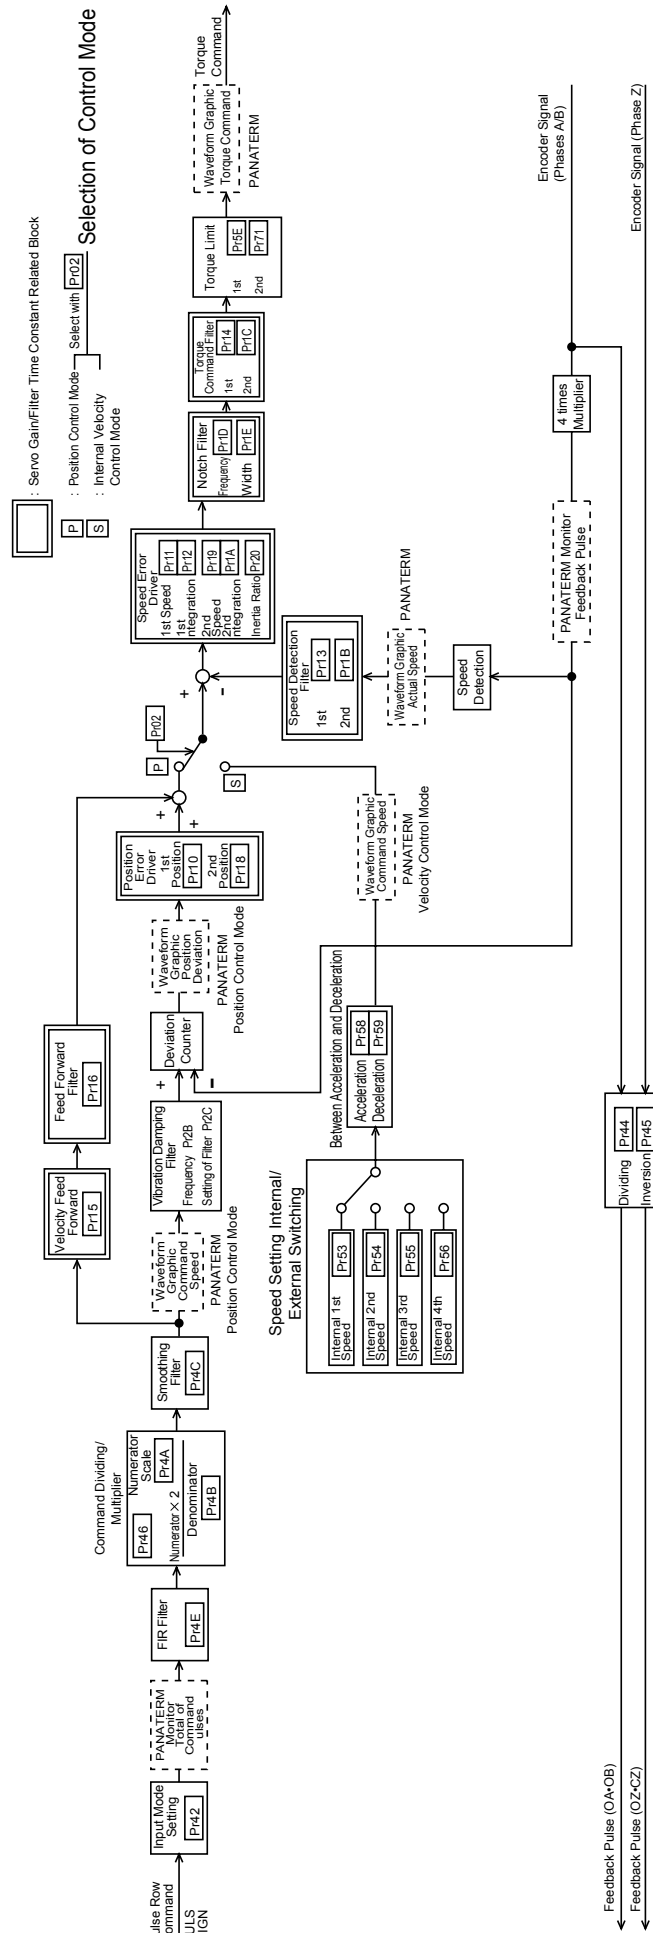 : Servo Gain/Filter Time Constant Related Block
P
: Position Control Mode
S
: Internal Velocity
Control Mode
Select with
Pr02
Selection of Control Mode
ulse Row
ommand
ULS
IGN
Input Mode
Setting
Pr42
PANATERM
Monitor
Total of
Command
ulses
FIR Filter
Pr4E
Command Dividing/
Multiplier
Pr46
Numerator
Scale
Pr4A
Numerator × 2
Denominator
Pr4B
Smoothing
Filter
Pr4C
Velocity Feed
Forward
Pr15
Feed Forward
Filter
Pr16
Waveform
Graphic
Command
Speed
PANATERM
Position Control Mode
Vibration Damping
Filter
Frequency Pr2B
Setting of Filter Pr2C
+
−
Deviation
Counter
Waveform
Graphic
Position
Deviation
PANATERM
Position Control Mode
Position
Error
Driver
1st
Position
Pr10
2nd
Position
Pr18
+
+
P
S
Pr02
+
−
Speed Error
Driver
1st Speed
Pr11
1st
ntegration
Pr12
2nd
Speed
Pr19
2nd
ntegration
Pr1A
Inertia Ratio
Pr20
Notch Filter
Frequency
Pr1D
Width
Pr1E
Torque
Command Filter
1st
Pr14
2nd
Pr1C
Torque Limit
1st
Pr5E
2nd
Pr71
Waveform Graphic
Torque Command
PANATERM
Torque
Command
Speed Detection
Filter
1st
Pr13
2nd
Pr1B
Waveform Graphic
Actual Speed
PANATERM
Speed
Detection
Speed Setting Internal/
External Switching
Internal 1st
Speed
Pr53
Internal 2nd
Speed
Pr54
Internal 3rd
Speed
Pr55
Internal 4th
Speed
Pr56
Between Acceleration and Deceleration
Acceleration
Pr58
Deceleration
Pr59
Waveform Graphic
Command Speed
PANATERM
Velocity Control Mode
PANATERM Monitor
Feedback Pulse
4 times
Multiplier
Encoder Signal
(Phases A/B)
Encoder Signal (Phase Z)
Dividing
Pr44
Inversion
Pr45
Feedback Pulse (OA•OB)
Feedback Pulse (OZ•CZ)